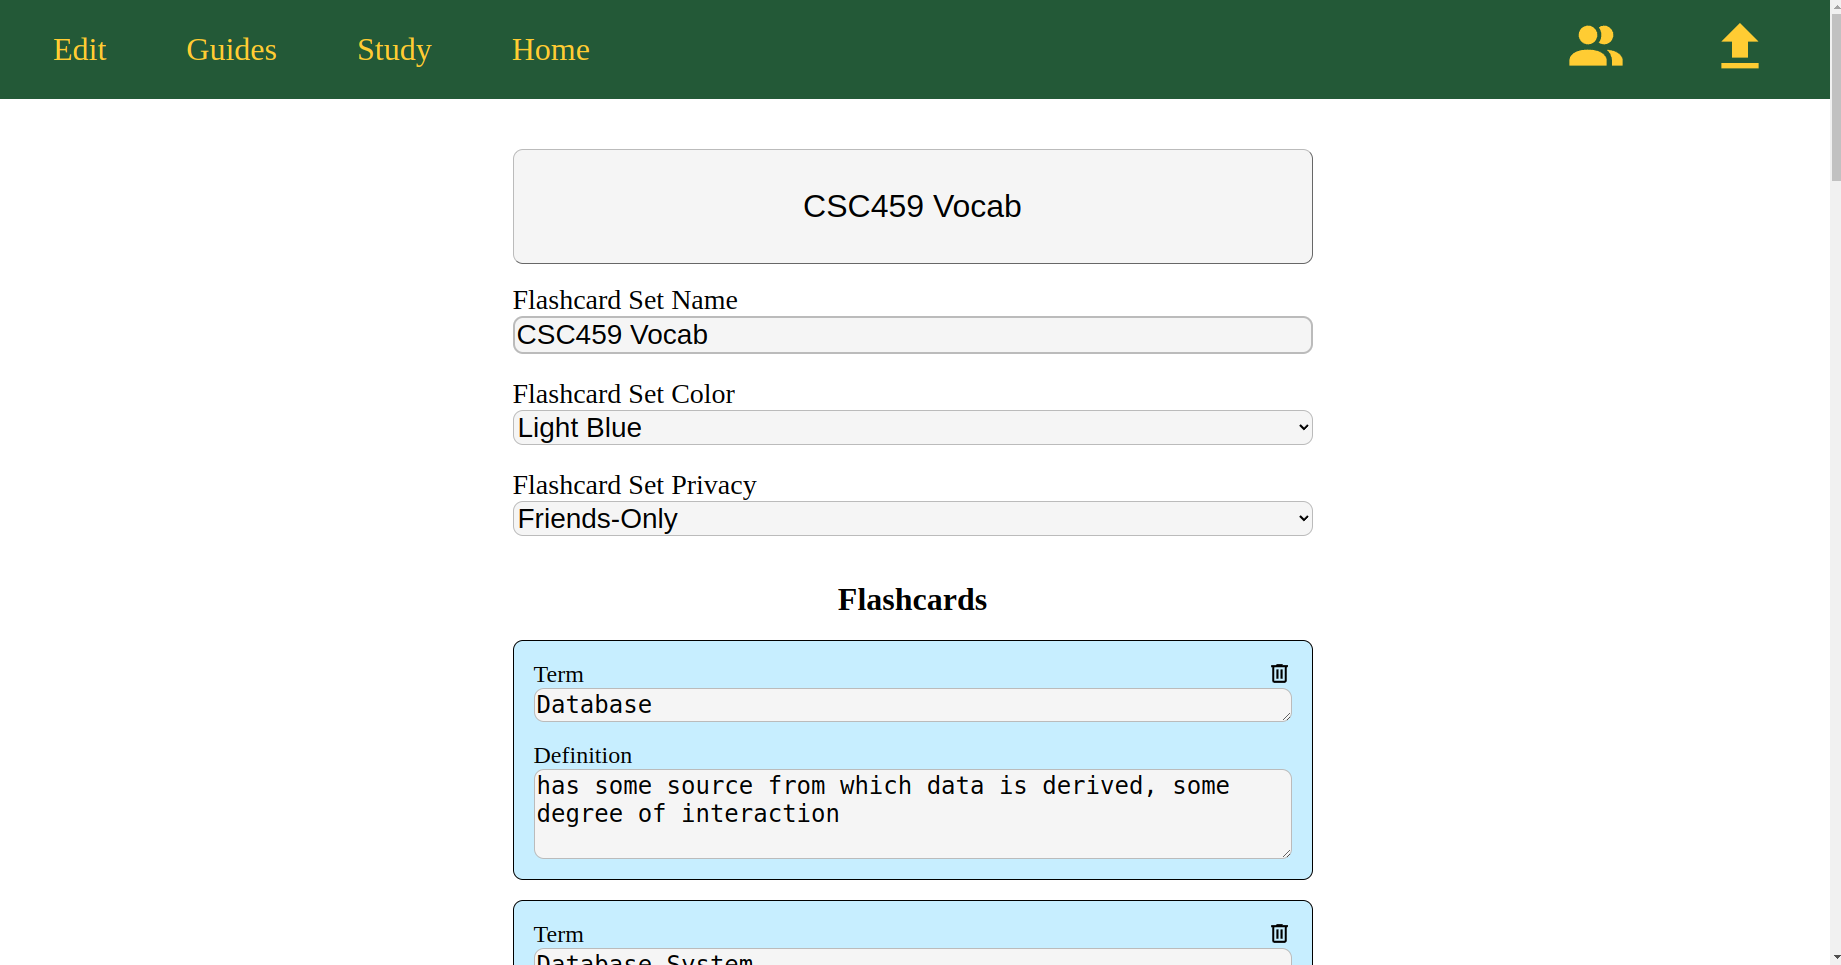 Edit Guides Study Home
CSC459 Vocab
Flashcard Set Name
CSC459 Vocab
Flashcard Set Color
Light Blue
Flashcard Set Privacy
Friends-Only
Flashcards
Term
Database
Definition
has some source from which data is derived, some
degree of interaction
Term
Database System